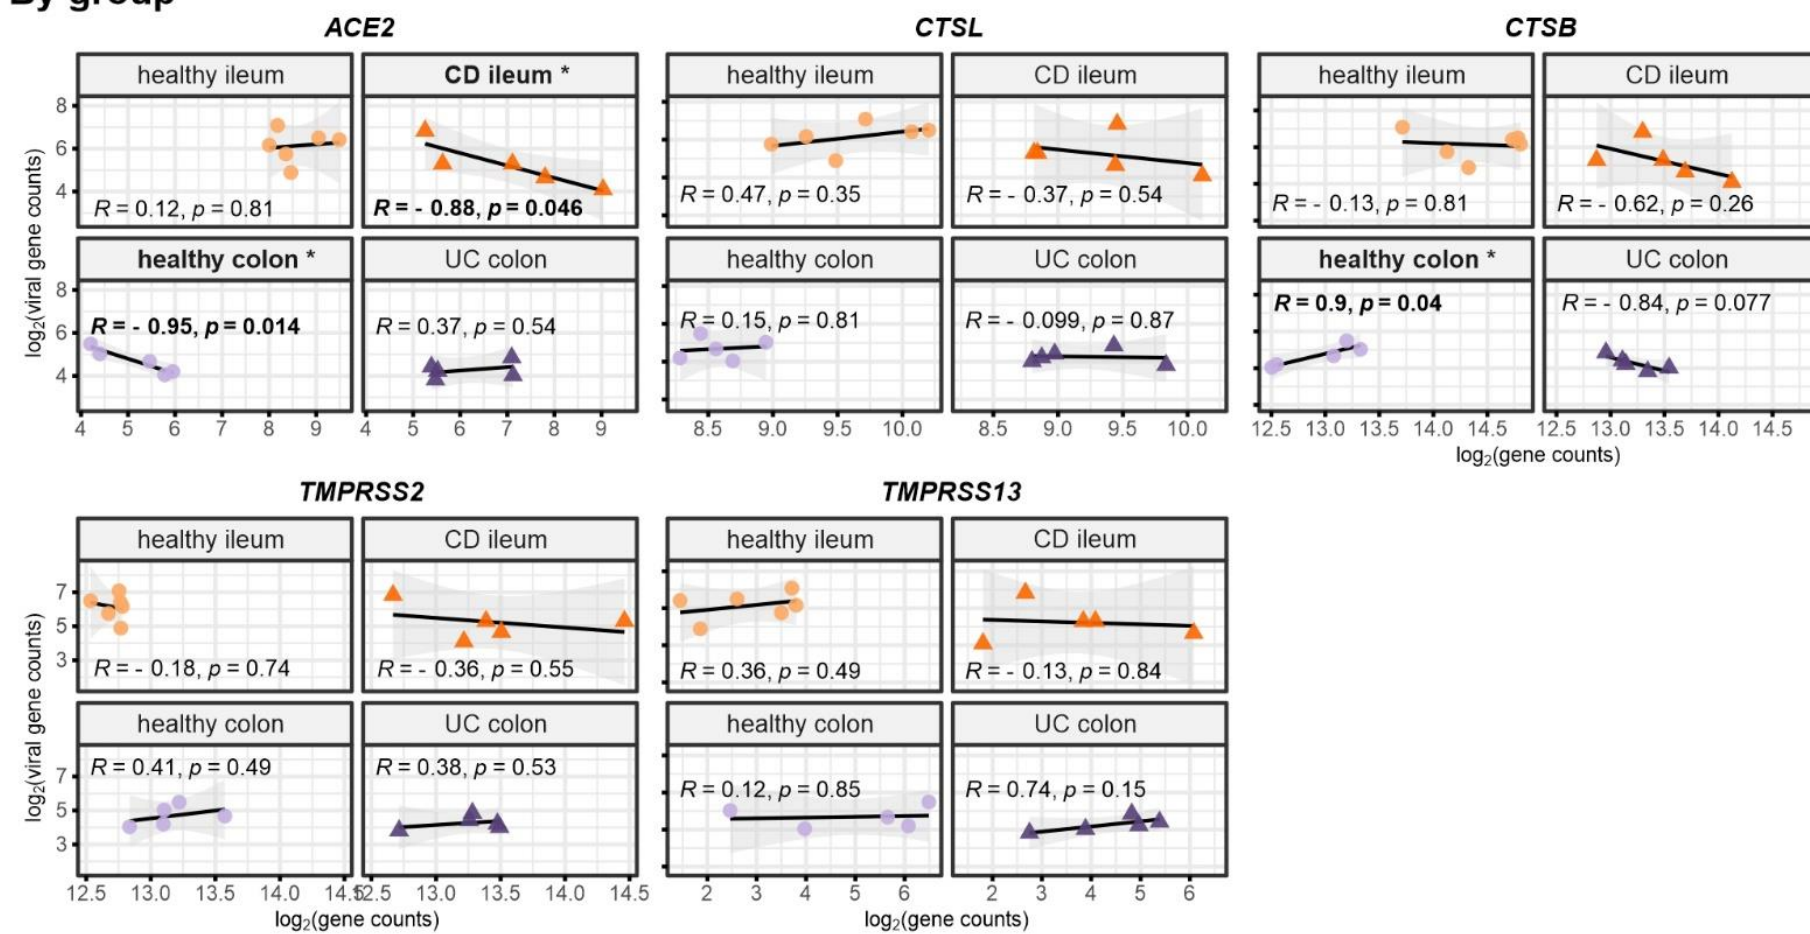 By group
ACE2 CTSL CTSB
healthy ileum CD ileum * healthy ileum CD ileum healthy ileum CD ileum
8
6
4
R = 0.12, p = 0.81 R = - 0.88, p = 0.046 R = 0.47, p = 0.35 R = - 0.37, p = 0.54 R = - 0.13, p = 0.81 R = - 0.62, p = 0.26
log2(viral gene counts)
healthy colon * UC colon healthy colon UC colon healthy colon * UC colon
8
6
4
R = - 0.95, p = 0.014 R = 0.37, p = 0.54 R = 0.15, p = 0.81 R = - 0.099, p = 0.87 R = 0.9, p = 0.04 R = - 0.84, p = 0.077
4 5 6 7 8 9 4 5 6 7 8 9 8.5 9.0 9.5 10.0 8.5 9.0 9.5 10.0 12.5 13.0 13.5 14.0 14.5 12.5 13.0 13.5 14.0 14.5
log2(gene counts)
TMPRSS2 TMPRSS13
healthy ileum CD ileum healthy ileum CD ileum
7
5
3
R = - 0.18, p = 0.74 R = - 0.36, p = 0.55 R = 0.36, p = 0.49 R = - 0.13, p = 0.84
log2(viral gene counts)
healthy colon UC colon healthy colon UC colon
7
5
3
R = 0.41, p = 0.49 R = 0.38, p = 0.53 R = 0.12, p = 0.85 R = 0.74, p = 0.15
12.5 13.0 13.5 14.0 14.5 12.5 13.0 13.5 14.0 14.5 2 3 4 5 6 2 3 4 5 6
log2(gene counts) log2(gene counts)